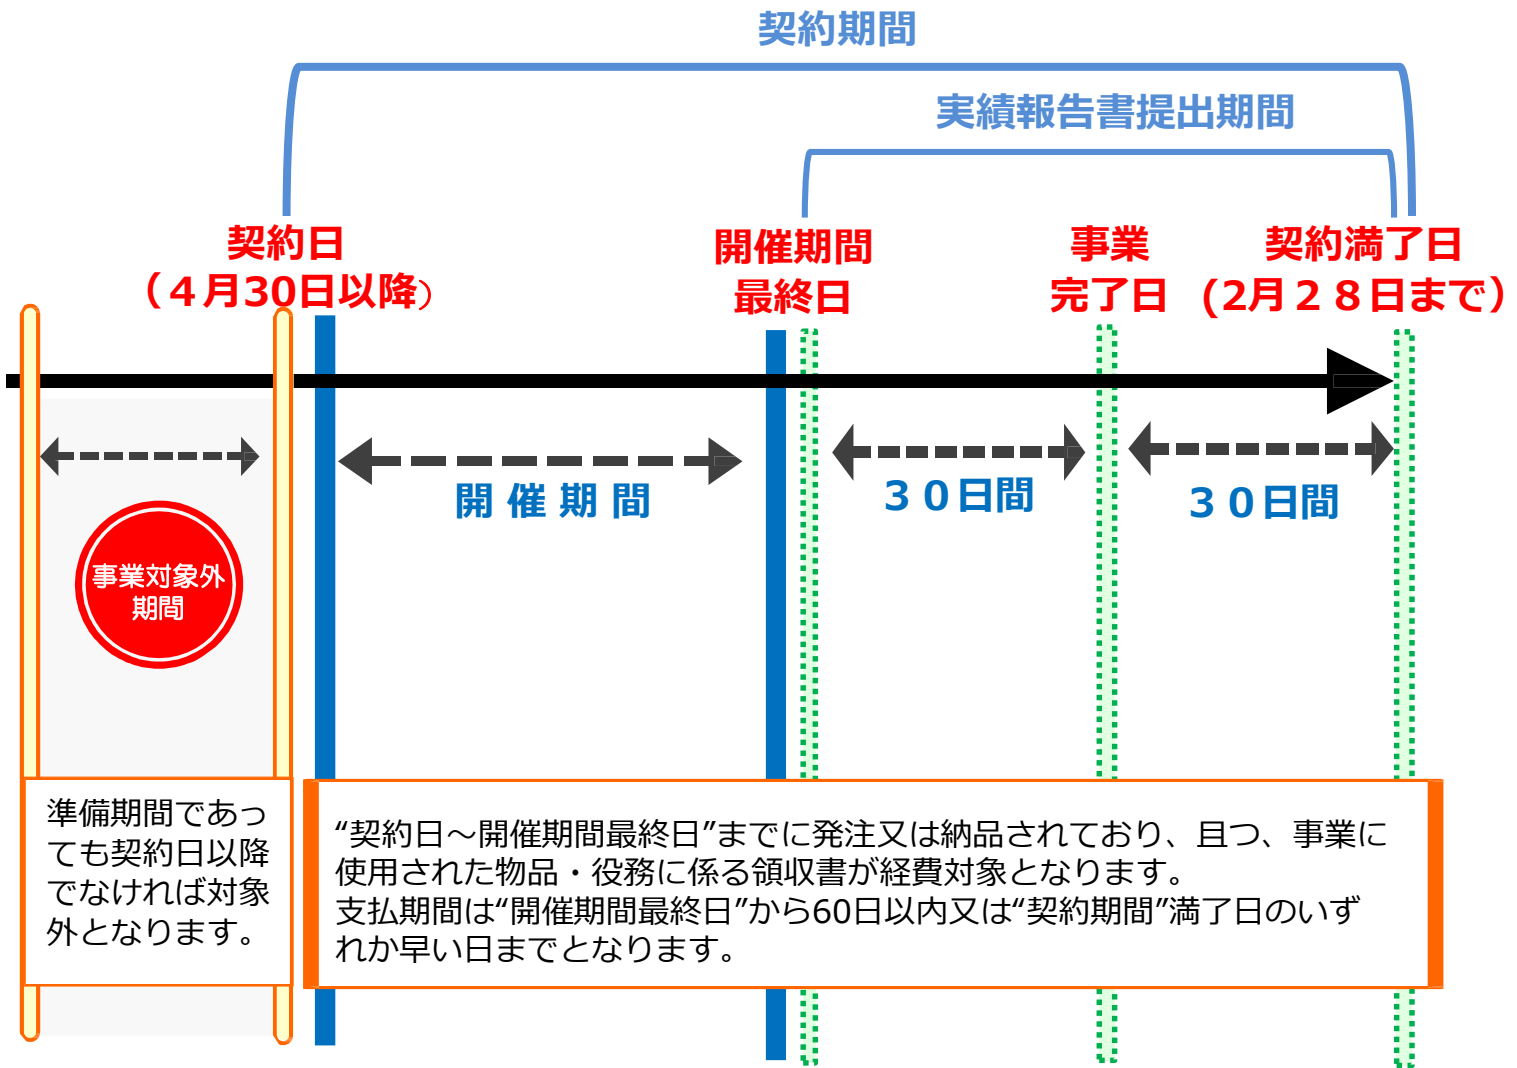 契約期間
実績報告書提出期間
契約日
（４月30日以降）
開催期間
最終日
事業
完了日
契約満了日
(2月２８日まで）
開 催 期 間
３０日間
３０日間
事業対象外
期間
準備期間であっ
ても契約日以降
でなければ対象
外となります。
“契約日～開催期間最終日”までに発注又は納品されており、且つ、事業に
使用された物品・役務に係る領収書が経費対象となります。
支払期間は“開催期間最終日”から60日以内又は“契約期間”満了日のいず
れか早い日までとなります。